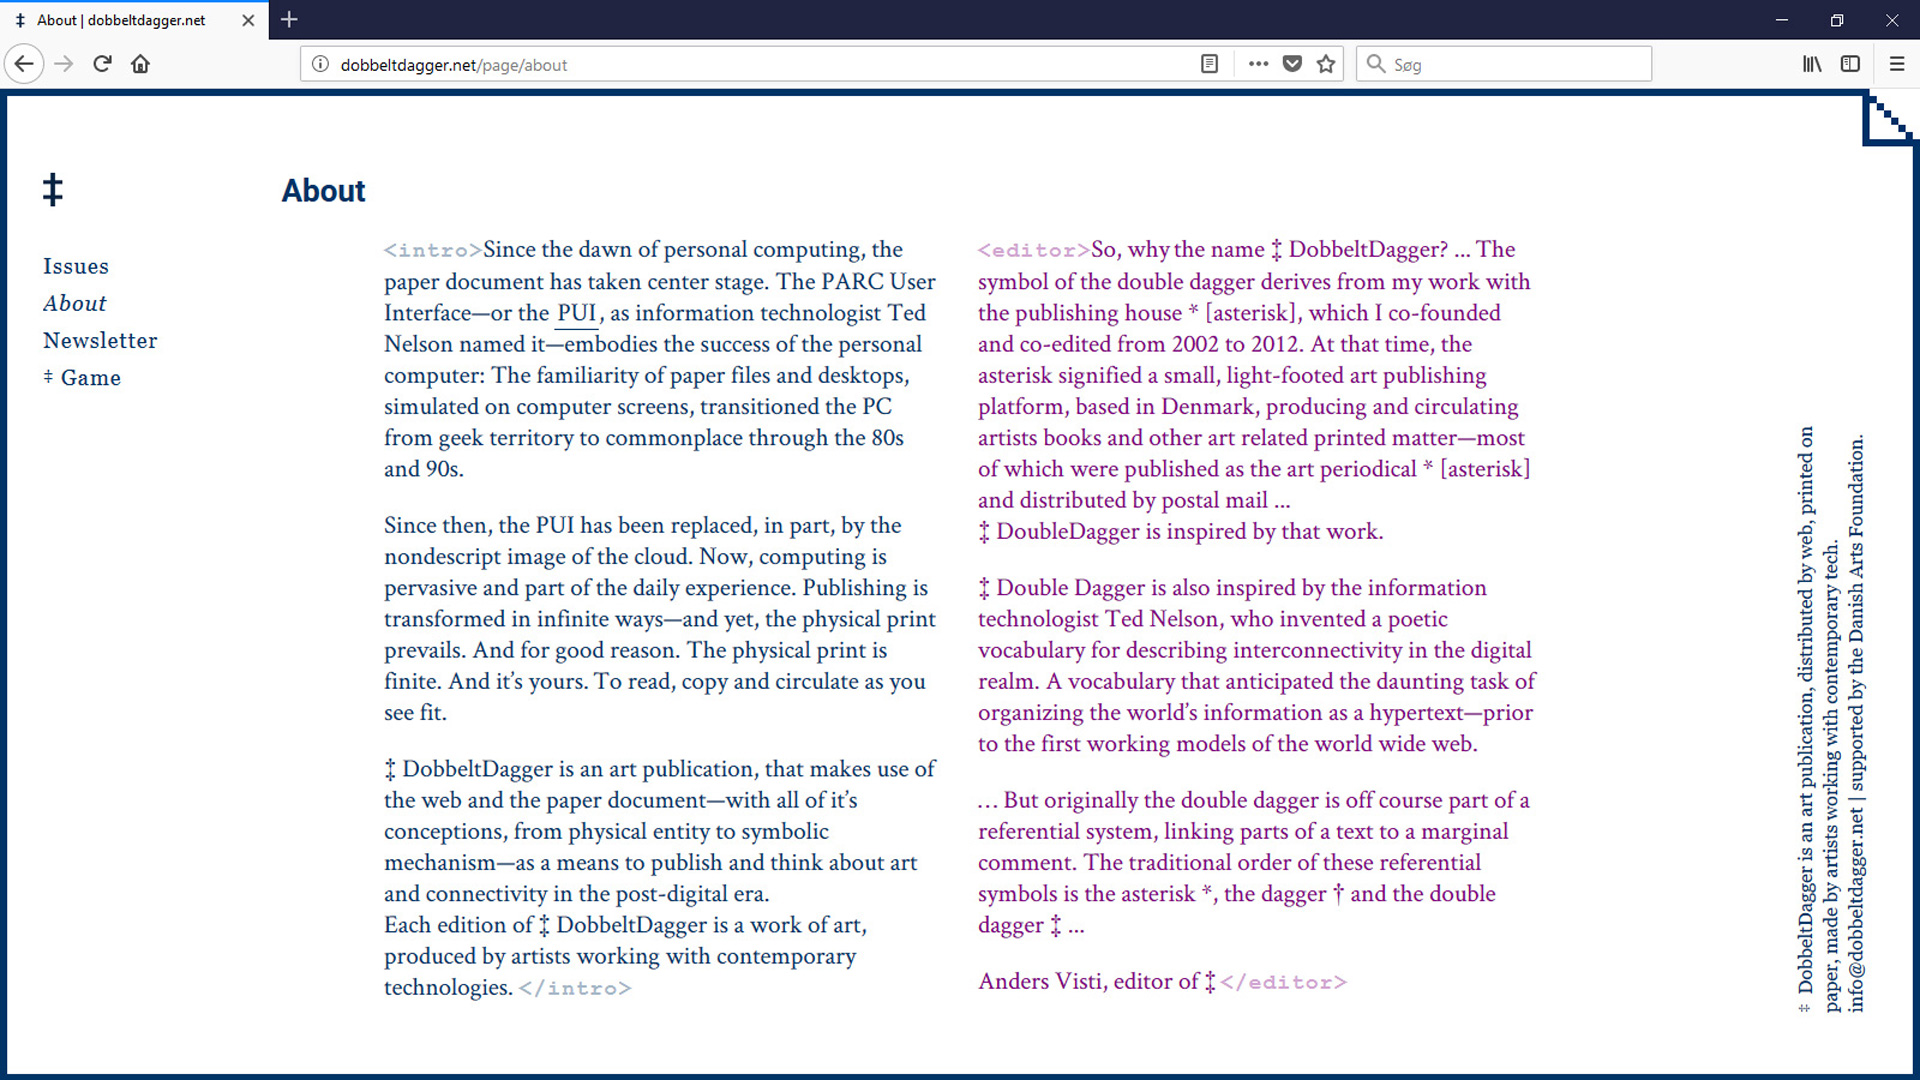 ‡ About | dobbeltdagger.net
dobbeltdagger.net/page/about
Søg
‡
Issues
About
Newsletter
‡ Game
About
<intro>Since the dawn of personal computing, the
paper document has taken center stage. The PARC User
Interface—or the PUI, as information technologist Ted
Nelson named it—embodies the success of the personal
computer: The familiarity of paper files and desktops,
simulated on computer screens, transitioned the PC
from geek territory to commonplace through the 80s
and 90s.
Since then, the PUI has been replaced, in part, by the
nondescript image of the cloud. Now, computing is
pervasive and part of the daily experience. Publishing is
transformed in infinite ways—and yet, the physical print
prevails. And for good reason. The physical print is
finite. And it’s yours. To read, copy and circulate as you
see fit.
‡ DobbeltDagger is an art publication, that makes use of
the web and the paper document—with all of it’s
conceptions, from physical entity to symbolic
mechanism—as a means to publish and think about art
and connectivity in the post-digital era.
Each edition of ‡ DobbeltDagger is a work of art,
produced by artists working with contemporary
technologies. </intro>
<editor>So, why the name ‡ DobbeltDagger? ... The
symbol of the double dagger derives from my work with
the publishing house * [asterisk], which I co-founded
and co-edited from 2002 to 2012. At that time, the
asterisk signified a small, light-footed art publishing
platform, based in Denmark, producing and circulating
artists books and other art related printed matter—most
of which were published as the art periodical * [asterisk]
and distributed by postal mail ...
‡ DoubleDagger is inspired by that work.
‡ Double Dagger is also inspired by the information
technologist Ted Nelson, who invented a poetic
vocabulary for describing interconnectivity in the digital
realm. A vocabulary that anticipated the daunting task of
organizing the world’s information as a hypertext—prior
to the first working models of the world wide web.
… But originally the double dagger is off course part of a
referential system, linking parts of a text to a marginal
comment. The traditional order of these referential
symbols is the asterisk *, the dagger † and the double
dagger ‡ ...
Anders Visti, editor of ‡</editor>
‡ DobbeltDagger is an art publication, distributed by web, printed on
paper, made by artists working with contemporary tech.
info@dobbeltdagger.net | supported by the Danish Arts Foundation.